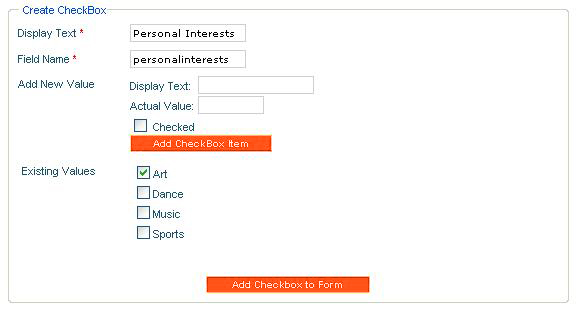 Create CheckBox
Display Text * Personal Interests
Field Name * personalinterests
Add New Value Display Text:
Actual Value:
Checked
Add CheckBox Item
Existing Values Art
Dance
Music
Sports
Add Checkbox to Form